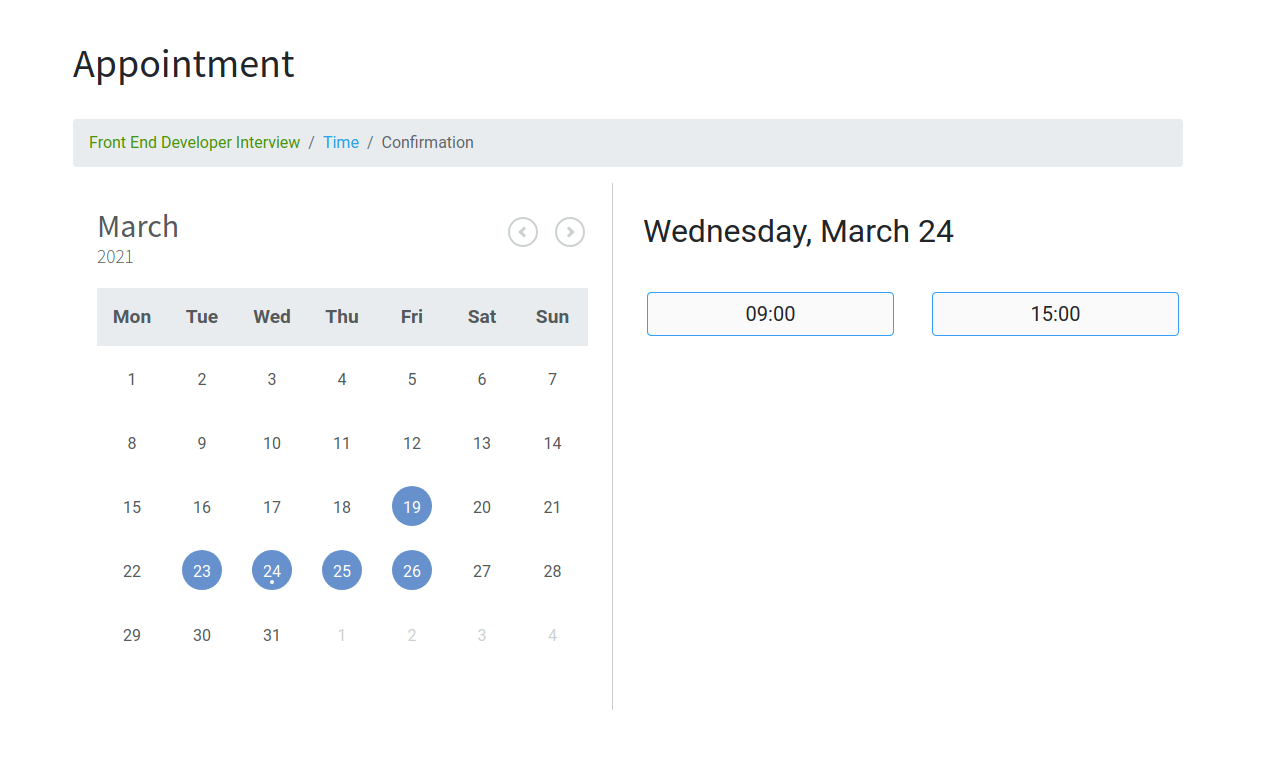 Appointment
Front End Developer Interview / Time / Confirmation
March
2021
Mon Tue Wed Thu Fri Sat Sun
1 2 3 4 5 6 7
8 9 10 11 12 13 14
15 16 17 18 19 20 21
22 23 24 25 26 27 28
29 30 31 1 2 3 4
Wednesday, March 24
09:00 15:00